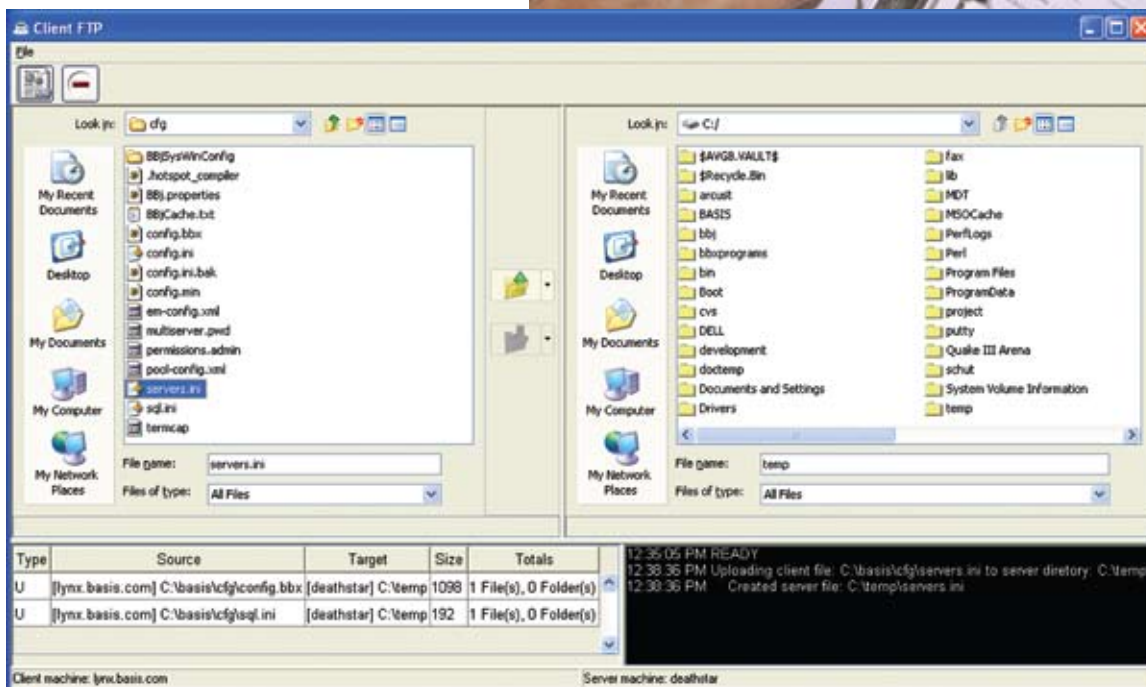 Client FTP
File
Look in: cfg
My Recent Documents
Desktop
My Documents
My Computer
My Network Places
BBjSysWinConfig
.hotspot_compiler
BBj.properties
BBjCache.txt
config.bbx
config.ini
config.ini.bak
config.min
em-config.xml
multiserver.pwd
permissions.admin
pool-config.xml
servers.ini
sql.ini
termcap
File name: servers.ini
Files of type: All Files
Look in: C:/
My Recent Documents
Desktop
My Documents
My Computer
My Network Places
$AVG8.VAULT$
$Recycle.Bin
arcust
BASIS
bbj
bbxprograms
bin
Boot
cvs
DELL
development
doctemp
Documents and Settings
Drivers
fax
lib
MDT
MSOCache
PerfLogs
Perl
Program Files
ProgramData
project
putty
Quake III Arena
schut
System Volume Information
temp
File name: temp
Files of type: All Files
Type Source Target Size Totals
U [lynx.basis.com] C:\basis\cfg\config.bbx [deathstar] C:\temp 1098 1 File(s), 0 Folder(s)
U [lynx.basis.com] C:\basis\cfg\sql.ini [deathstar] C:\temp 192 1 File(s), 0 Folder(s)
12:35:05 PM READY
12:38:36 PM Uploading client file: C:\basis\cfg\servers.ini to server diretory: C:\temp
12:38:36 PM Created server file: C:\temp\servers.ini
Client machine: lynx.basis.com
Server machine: deathstar